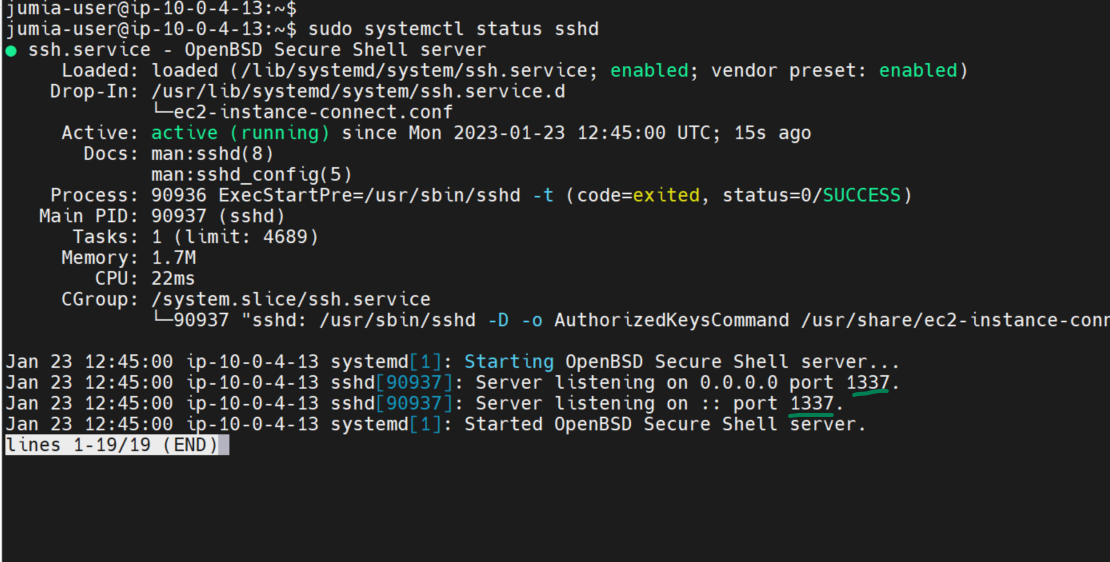 jumia-user@ip-10-0-4-13:~$
jumia-user@ip-10-0-4-13:~$ sudo systemctl status sshd
● ssh.service - OpenBSD Secure Shell server
     Loaded: loaded (/lib/systemd/system/ssh.service; enabled; vendor preset: enabled)
    Drop-In: /usr/lib/systemd/system/ssh.service.d
             └─ec2-instance-connect.conf
     Active: active (running) since Mon 2023-01-23 12:45:00 UTC; 15s ago
       Docs: man:sshd(8)
             man:sshd_config(5)
    Process: 90936 ExecStartPre=/usr/sbin/sshd -t (code=exited, status=0/SUCCESS)
   Main PID: 90937 (sshd)
      Tasks: 1 (limit: 4689)
     Memory: 1.7M
        CPU: 22ms
     CGroup: /system.slice/ssh.service
             └─90937 "sshd: /usr/sbin/sshd -D -o AuthorizedKeysCommand /usr/share/ec2-instance-conn

Jan 23 12:45:00 ip-10-0-4-13 systemd[1]: Starting OpenBSD Secure Shell server...
Jan 23 12:45:00 ip-10-0-4-13 sshd[90937]: Server listening on 0.0.0.0 port 1337.
Jan 23 12:45:00 ip-10-0-4-13 sshd[90937]: Server listening on :: port 1337.
Jan 23 12:45:00 ip-10-0-4-13 systemd[1]: Started OpenBSD Secure Shell server.
lines 1-19/19 (END)